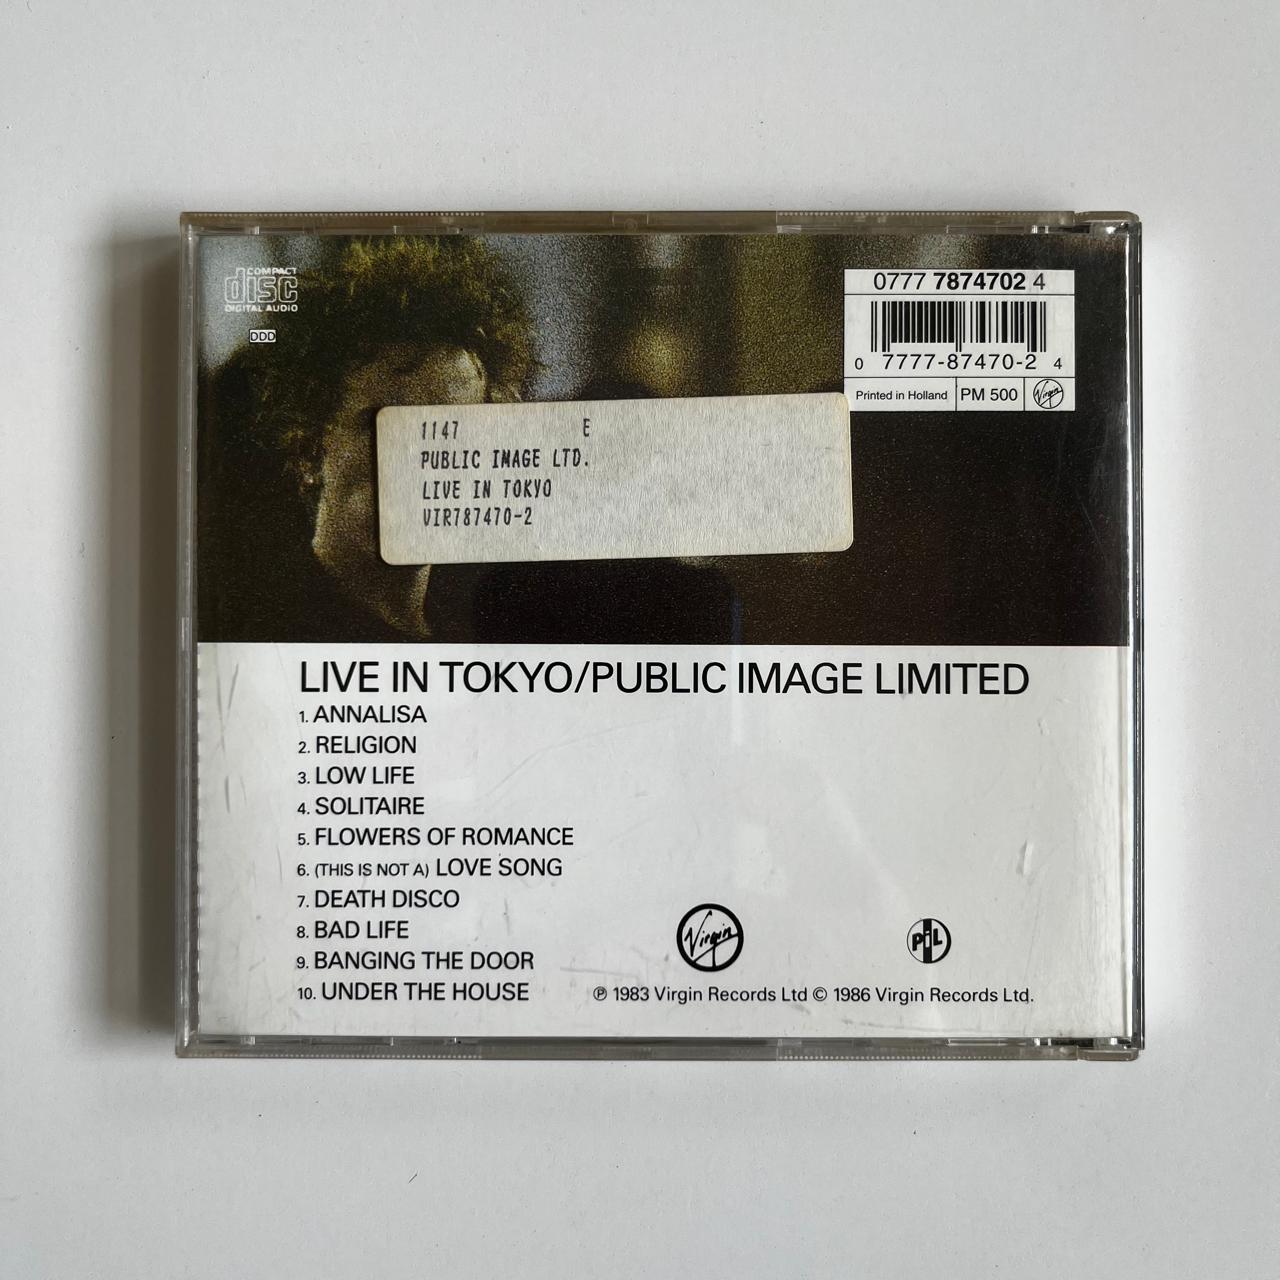 COMPACT
disc
DIGITAL AUDIO
DDD
0777 7874702 4
0 7777-87470-2 4
Printed in Holland PM 500 Virgin
1147 E
PUBLIC IMAGE LTD.
LIVE IN TOKYO
VIR787470-2
LIVE IN TOKYO/PUBLIC IMAGE LIMITED
1. ANNALISA
2. RELIGION
3. LOW LIFE
4. SOLITAIRE
5. FLOWERS OF ROMANCE
6. (THIS IS NOT A) LOVE SONG
7. DEATH DISCO
8. BAD LIFE
9. BANGING THE DOOR
10. UNDER THE HOUSE
Virgin
PiL
℗ 1983 Virgin Records Ltd © 1986 Virgin Records Ltd.